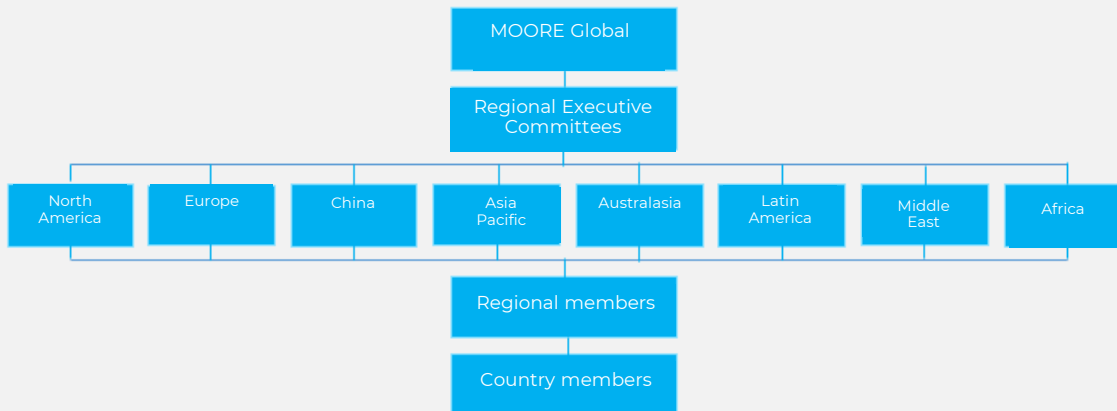 MOORE Global
Regional Executive
Committees
North
America
Europe
China
Asia
Pacific
Australasia
Latin
America
Middle
East
Africa
Regional members
Country members